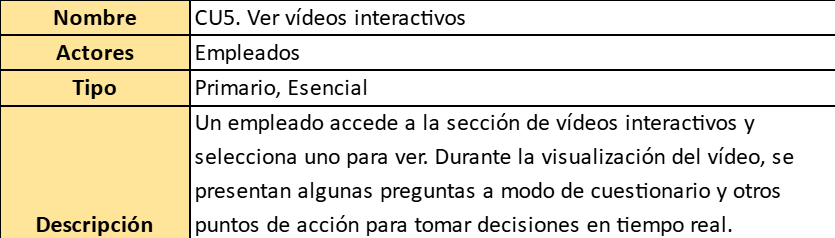 Nombre CU5. Ver vídeos interactivos
Actores Empleados
Tipo Primario, Esencial
Un empleado accede a la sección de vídeos interactivos y
selecciona uno para ver. Durante la visualización del vídeo, se
presentan algunas preguntas a modo de cuestionario y otros
Descripción puntos de acción para tomar decisiones en tiempo real.